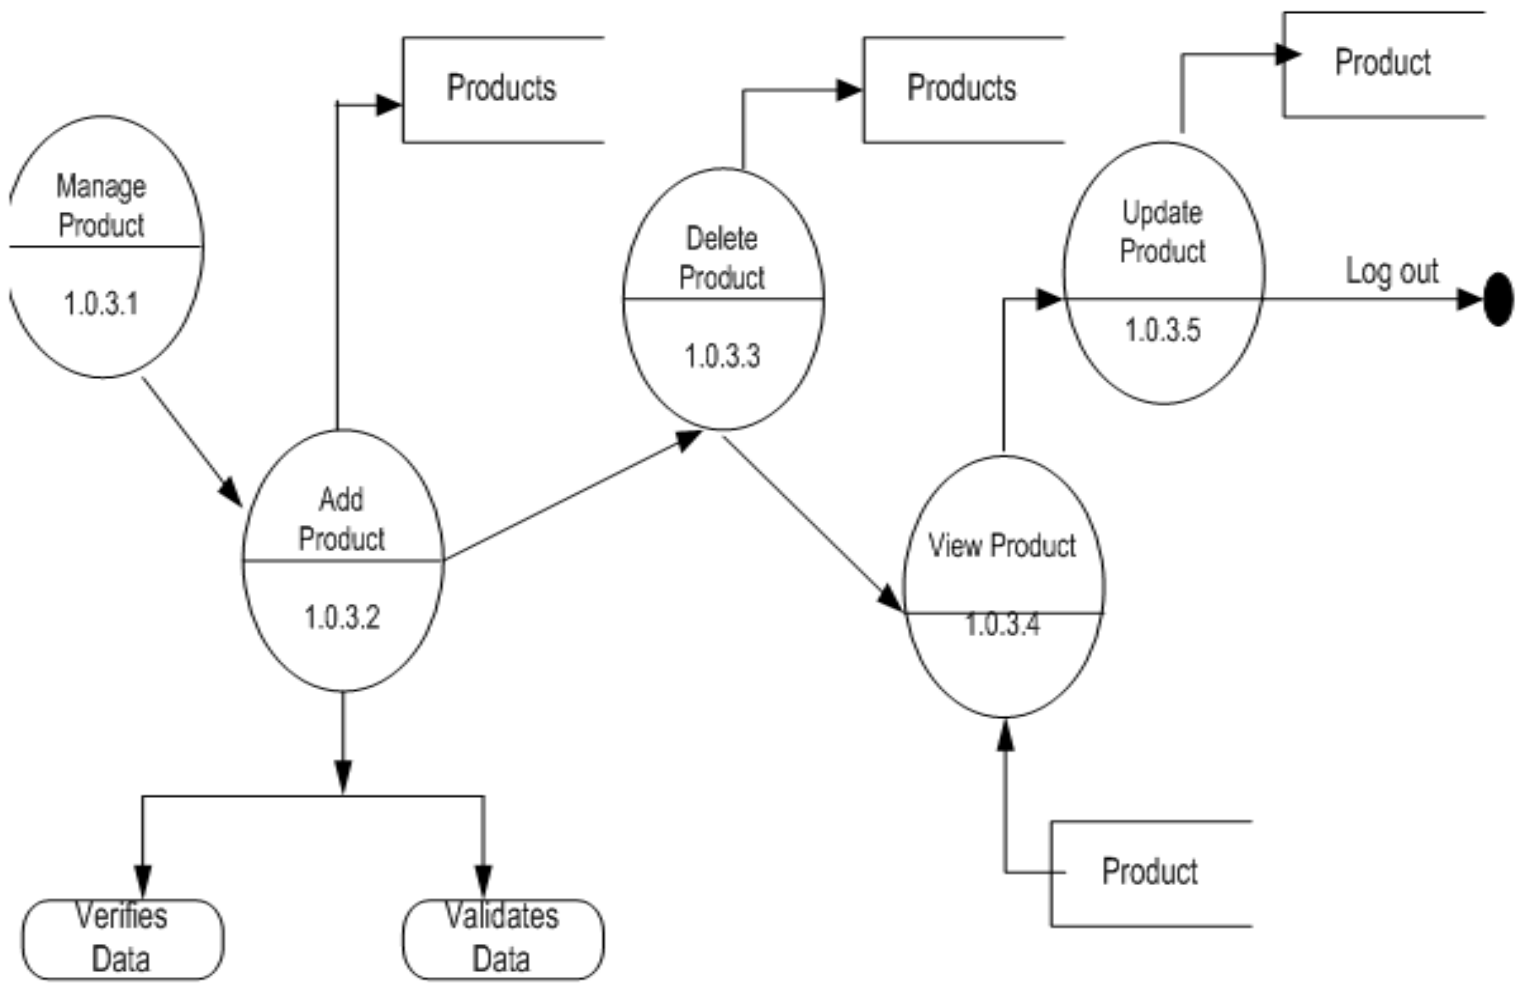 Products
Products
Product
Manage
Product
1.0.3.1
Delete
Product
1.0.3.3
Update
Product
1.0.3.5
Log out
Add
Product
1.0.3.2
View Product
1.0.3.4
Product
Verifies
Data
Validates
Data